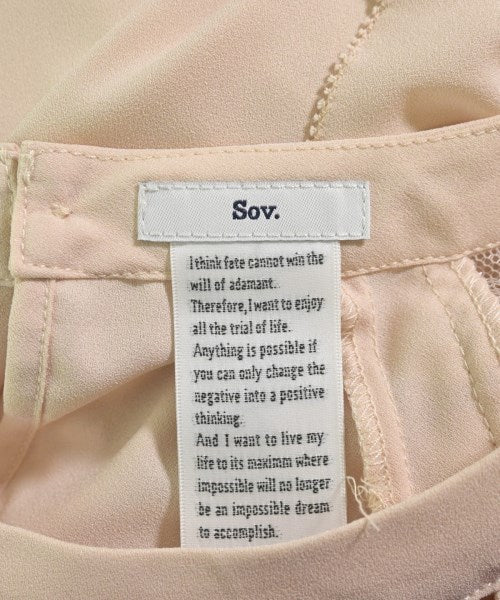 Sov.
I think fate cannot win the
will of adamant.
Therefore, I want to enjoy
all the trial of life.
Anything is possible if
you can only change the
negative into a positive
thinking.
And I want to live my
life to its maximm where
impossible will no longer
be an impossible dream
to accomplish.